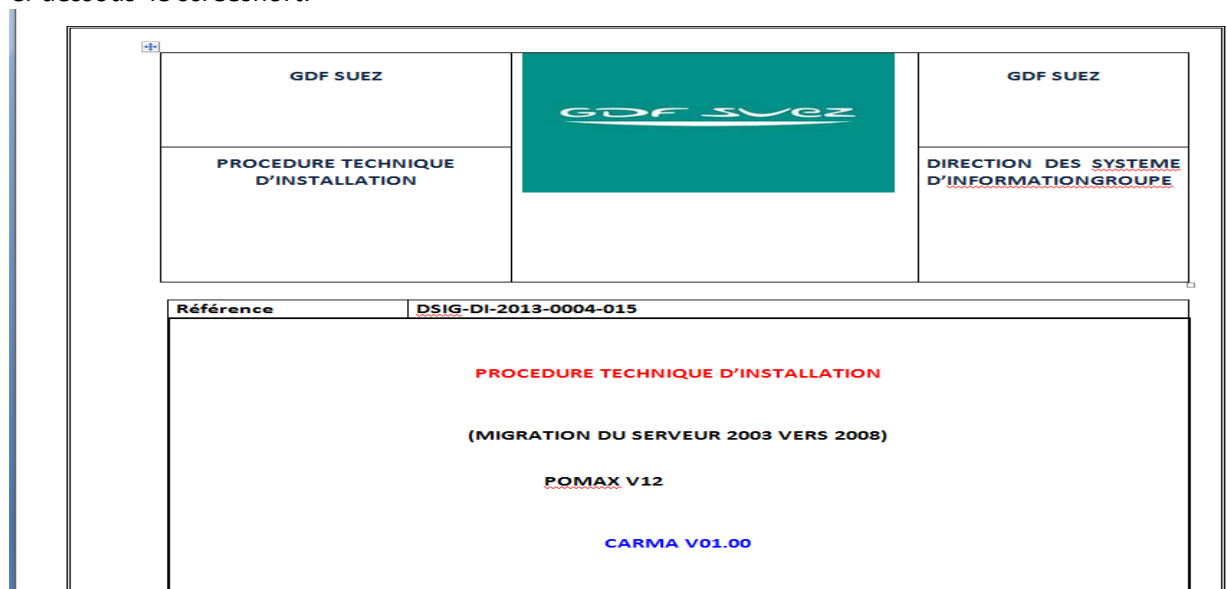 GDF SUEZ
PROCEDURE TECHNIQUE
D'INSTALLATION
GDF SUEZ
GDF SUEZ
DIRECTION DES SYSTEME
D'INFORMATIONGROUPE
Référence DSIG-DI-2013-0004-015
PROCEDURE TECHNIQUE D'INSTALLATION
(MIGRATION DU SERVEUR 2003 VERS 2008)
POMAX V12
CARMA V01.00